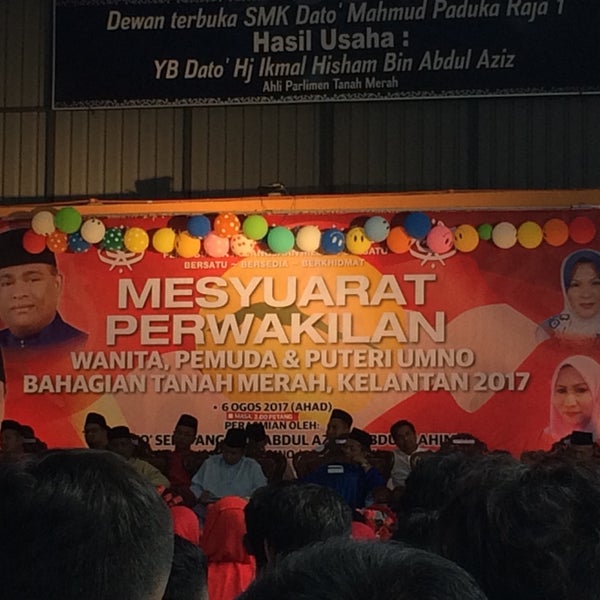 Dewan terbuka SMK Dato' Mahmud Paduka Raja 1
Hasil Usaha :
YB Dato' Hj Ikmal Hisham Bin Abdul Aziz
Ahli Parlimen Tanah Merah
BERSATU ~ BERSEDIA ~ BERKHIDMAT
MESYUARAT
PERWAKILAN
WANITA, PEMUDA & PUTERI UMNO
BAHAGIAN TANAH MERAH, KELANTAN 2017
• 6 OGOS 2017 (AHAD)
MASA: 3.00 PETANG
PERASMIAN OLEH:
ABDUL